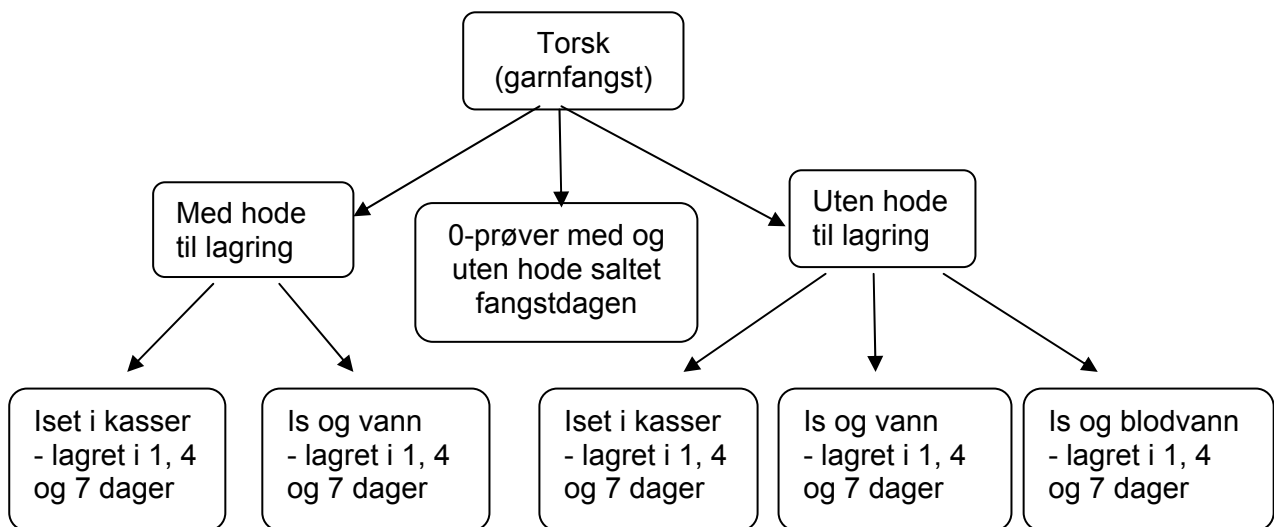 Torsk
(garnfangst)
Med hode
til lagring
0-prøver med og
uten hode saltet
fangstdagen
Uten hode
til lagring
Iset i kasser
- lagret i 1, 4
og 7 dager
Is og vann
- lagret i 1, 4
og 7 dager
Iset i kasser
- lagret i 1, 4
og 7 dager
Is og vann
- lagret i 1, 4
og 7 dager
Is og blodvann
- lagret i 1, 4
og 7 dager